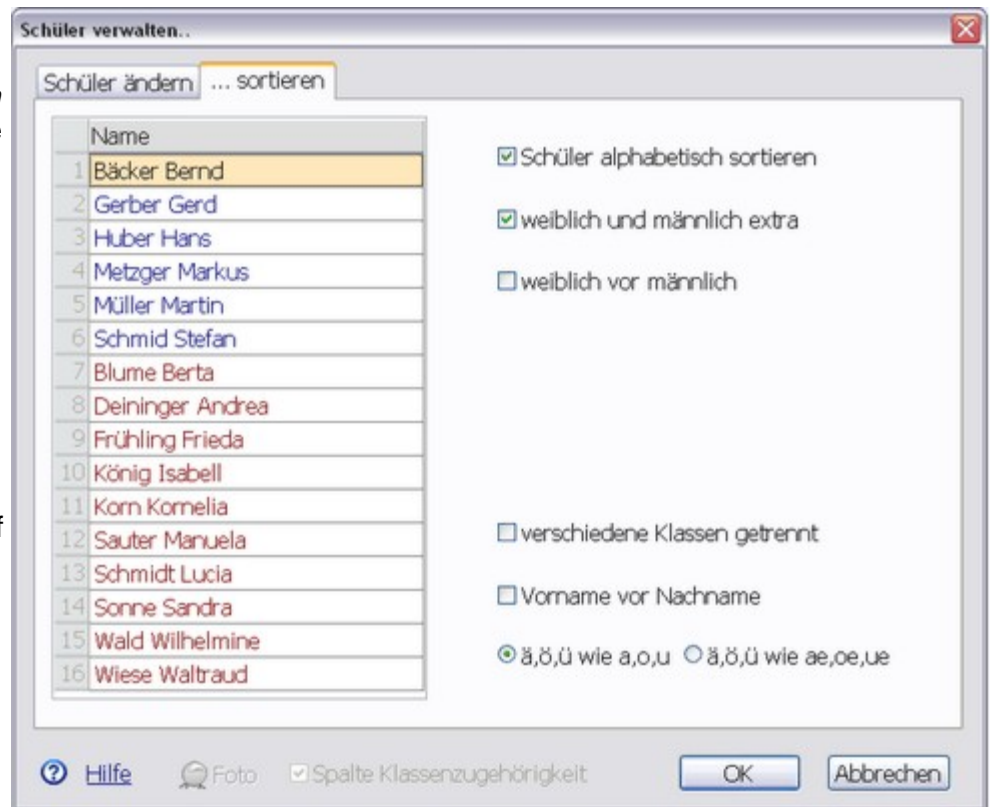 Schüler verwalten..
Schüler ändern ... sortieren
Name
1 Bäcker Bernd
2 Gerber Gerd
3 Huber Hans
4 Metzger Markus
5 Müller Martin
6 Schmid Stefan
7 Blume Berta
8 Deininger Andrea
9 Frühling Frieda
10 König Isabell
11 Korn Kornelia
12 Sauter Manuela
13 Schmidt Lucia
14 Sonne Sandra
15 Wald Wilhelmine
16 Wiese Waltraud
Schüler alphabetisch sortieren
weiblich und männlich extra
weiblich vor männlich
verschiedene Klassen getrennt
Vorname vor Nachname
ä,ö,ü wie a,o,u ä,ö,ü wie ae,oe,ue
? Hilfe Foto Spalte Klassenzugehörigkeit OK Abbrechen